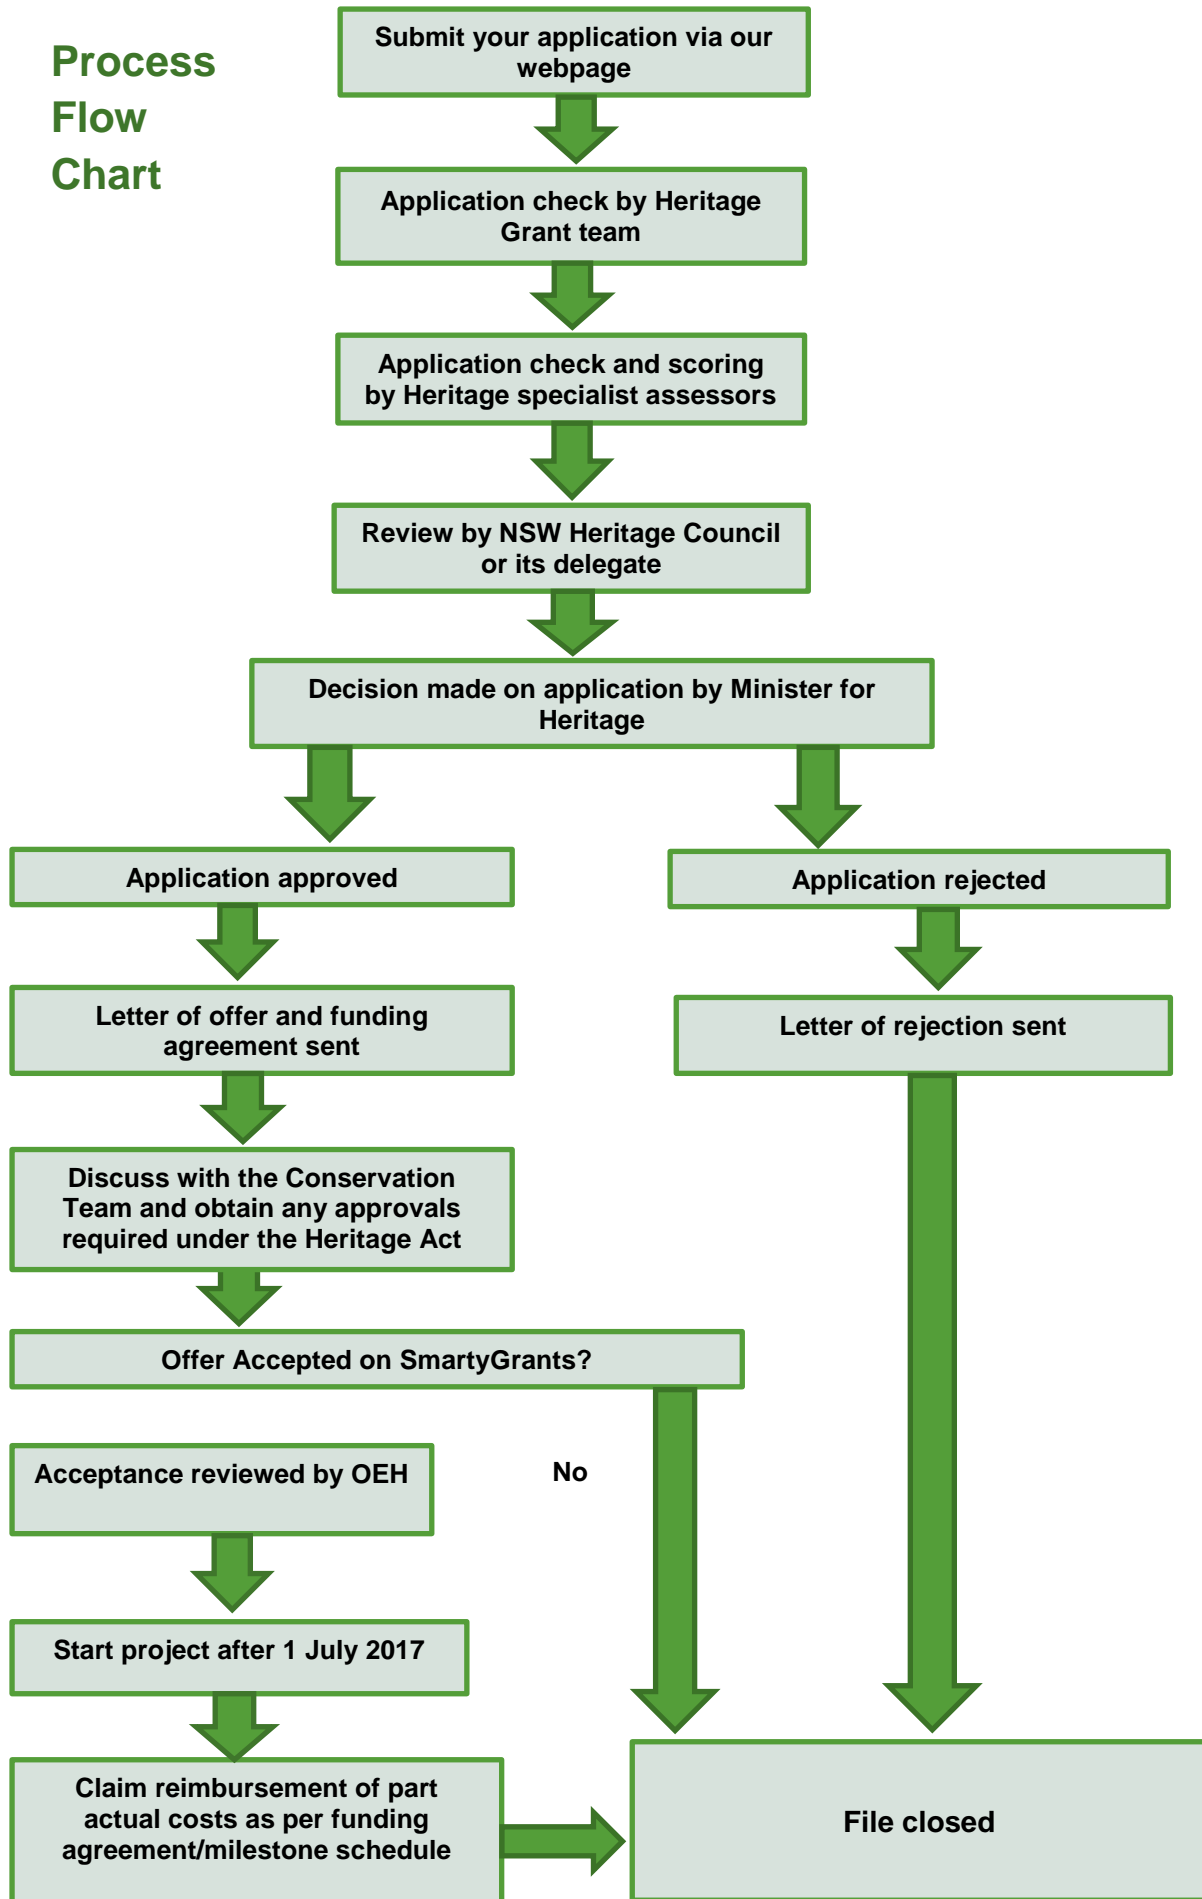 Process
Flow
Chart
Submit your application via our
webpage
Application check by Heritage
Grant team
Application check and scoring
by Heritage specialist assessors
Review by NSW Heritage Council
or its delegate
Decision made on application by Minister for
Heritage
Application approved
Application rejected
Letter of offer and funding
agreement sent
Letter of rejection sent
Discuss with the Conservation
Team and obtain any approvals
required under the Heritage Act
Offer Accepted on SmartyGrants?
Acceptance reviewed by OEH
No
Start project after 1 July 2017
Claim reimbursement of part
actual costs as per funding
agreement/milestone schedule
File closed